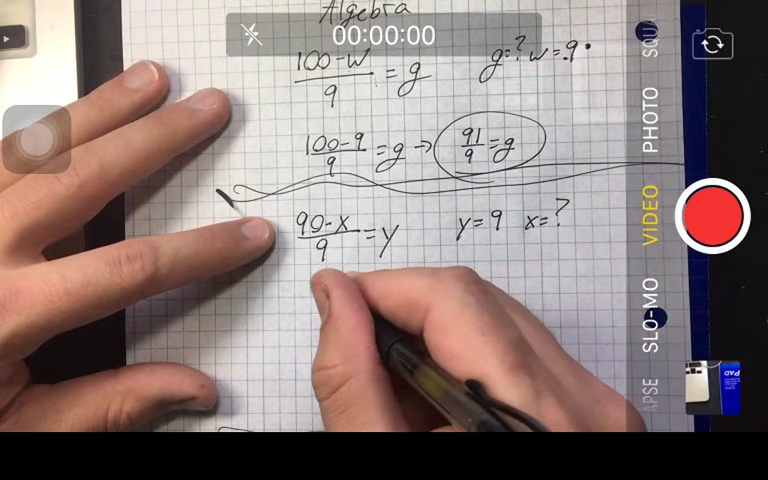 Algebra
00:00:00
100-w/9 = g g=? w=9
100-9/9 = g → 91/9 = g
90-x/9 = y y=9 x=?
SQUA
PHOTO
VIDEO
SLO-MO
APSE
PAD